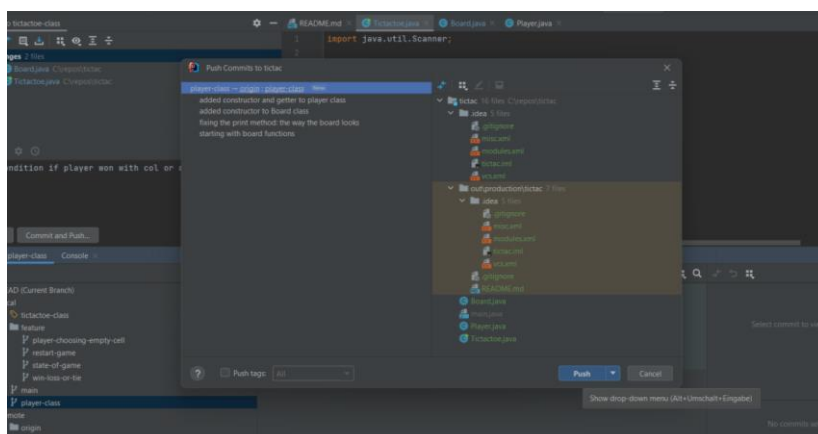 to tictactoe-class
README.md
Tictactoe.java
Board.java
Player.java
1 import java.util.Scanner;
2
nges 2 files
Board.java C:\repos\tictac
Tictactoe.java C:\repos\tictac
ndition if player won with col or
Commit and Push...
player-class Console
AD (Current Branch)
cal
tictactoe-class
feature
player-choosing-empty-cell
restart-game
state-of-game
win-loss-or-tie
main
player-class
mote
origin
Push Commits to tictac
player-class → origin : player-class New
added constructor and getter to player class
added constructor to Board class
fixing the print method: the way the board looks
starting with board functions
tictac 16 files C:\repos\tictac
.idea 5 files
.gitignore
misc.xml
modules.xml
tictac.iml
vcs.xml
out\production\tictac 7 files
.idea 5 files
.gitignore
misc.xml
modules.xml
tictac.iml
vcs.xml
.gitignore
README.md
Board.java
main.java
Player.java
Tictactoe.java
? Push tags: All
Push
Cancel
Show drop-down menu (Alt+Umschalt+Eingabe)
Select commit to
No commits